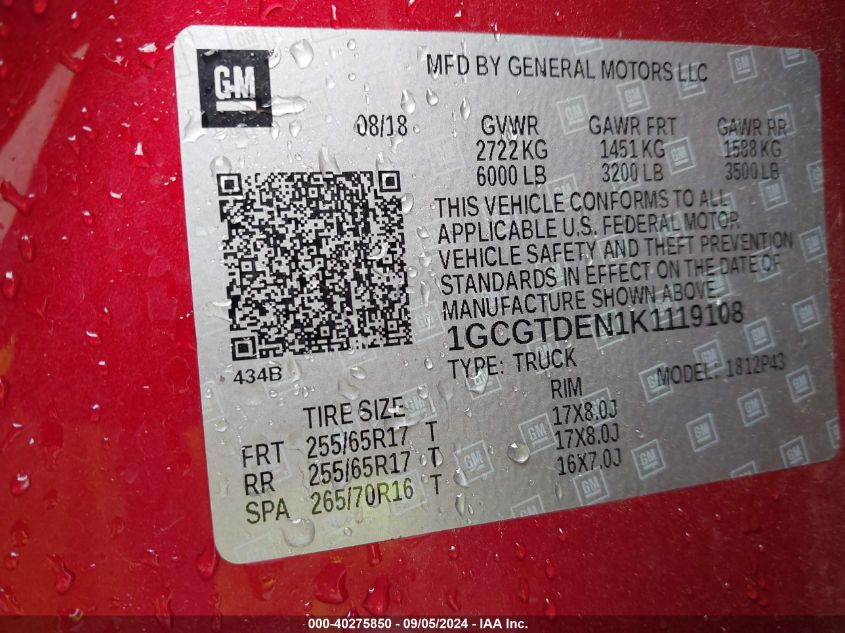 GM
MFD BY GENERAL MOTORS LLC
08/18 GVWR GAWR FRT GAWR RR
2722 KG 1451 KG 1588 KG
6000 LB 3200 LB 3500 LB
THIS VEHICLE CONFORMS TO ALL
APPLICABLE U.S. FEDERAL MOTOR
VEHICLE SAFETY AND THEFT PREVENTION
STANDARDS IN EFFECT ON THE DATE OF
MANUFACTURE SHOWN ABOVE.
1GCGTDEN1K1119108
434B TYPE: TRUCK MODEL: 1812P43
TIRE SIZE RIM
FRT 255/65R17 T 17X8.0J
RR 255/65R17 T 17X8.0J
SPA 265/70R16 T 16X7.0J
000-40275850 - 09/05/2024 - IAA Inc.